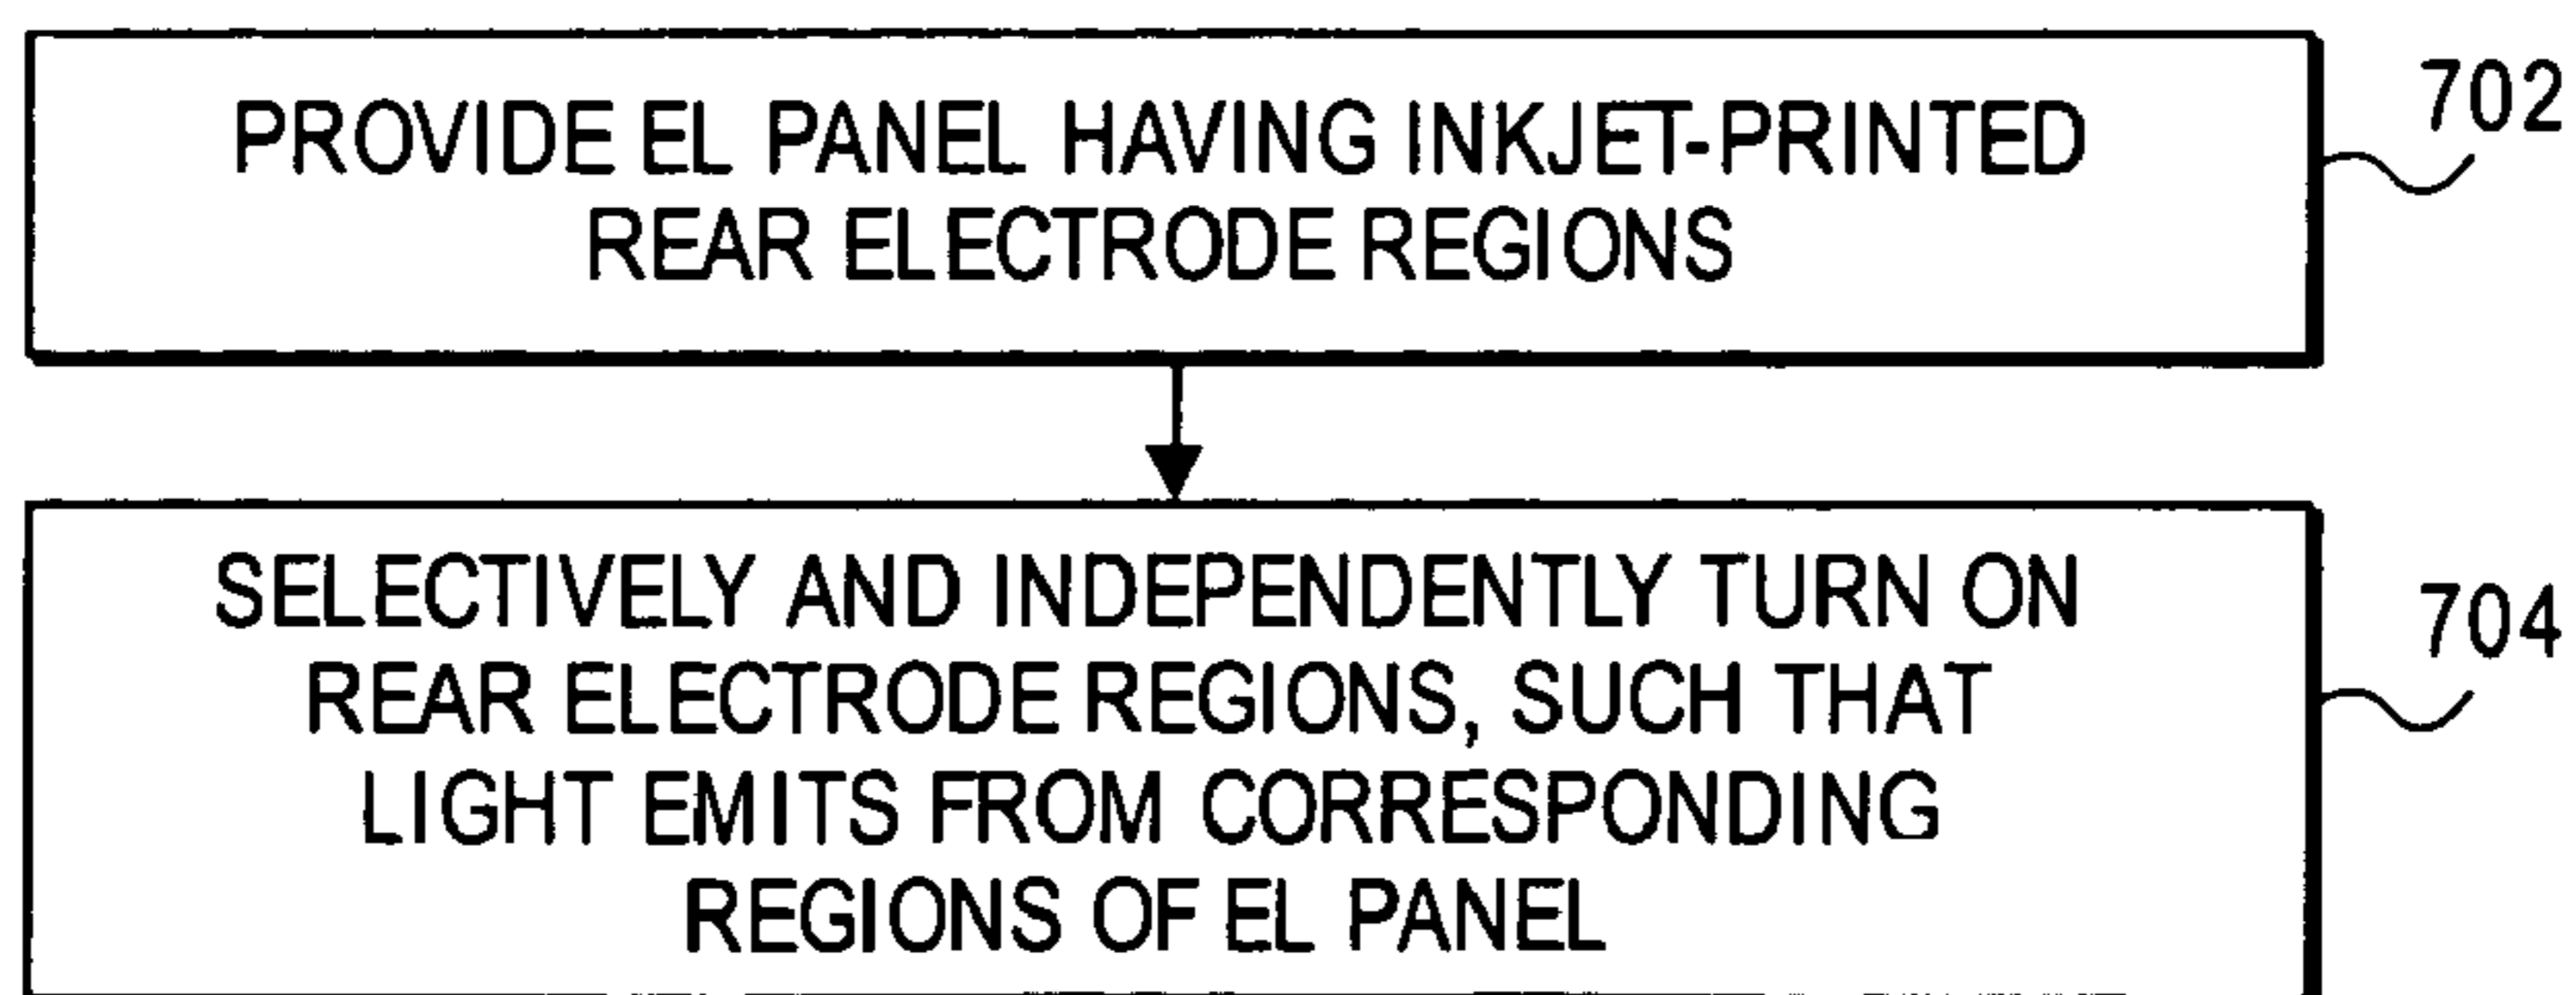 PROVIDE EL PANEL HAVING INKJET-PRINTED
REAR ELECTRODE REGIONS
702
SELECTIVELY AND INDEPENDENTLY TURN ON
REAR ELECTRODE REGIONS, SUCH THAT
LIGHT EMITS FROM CORRESPONDING
REGIONS OF EL PANEL
704